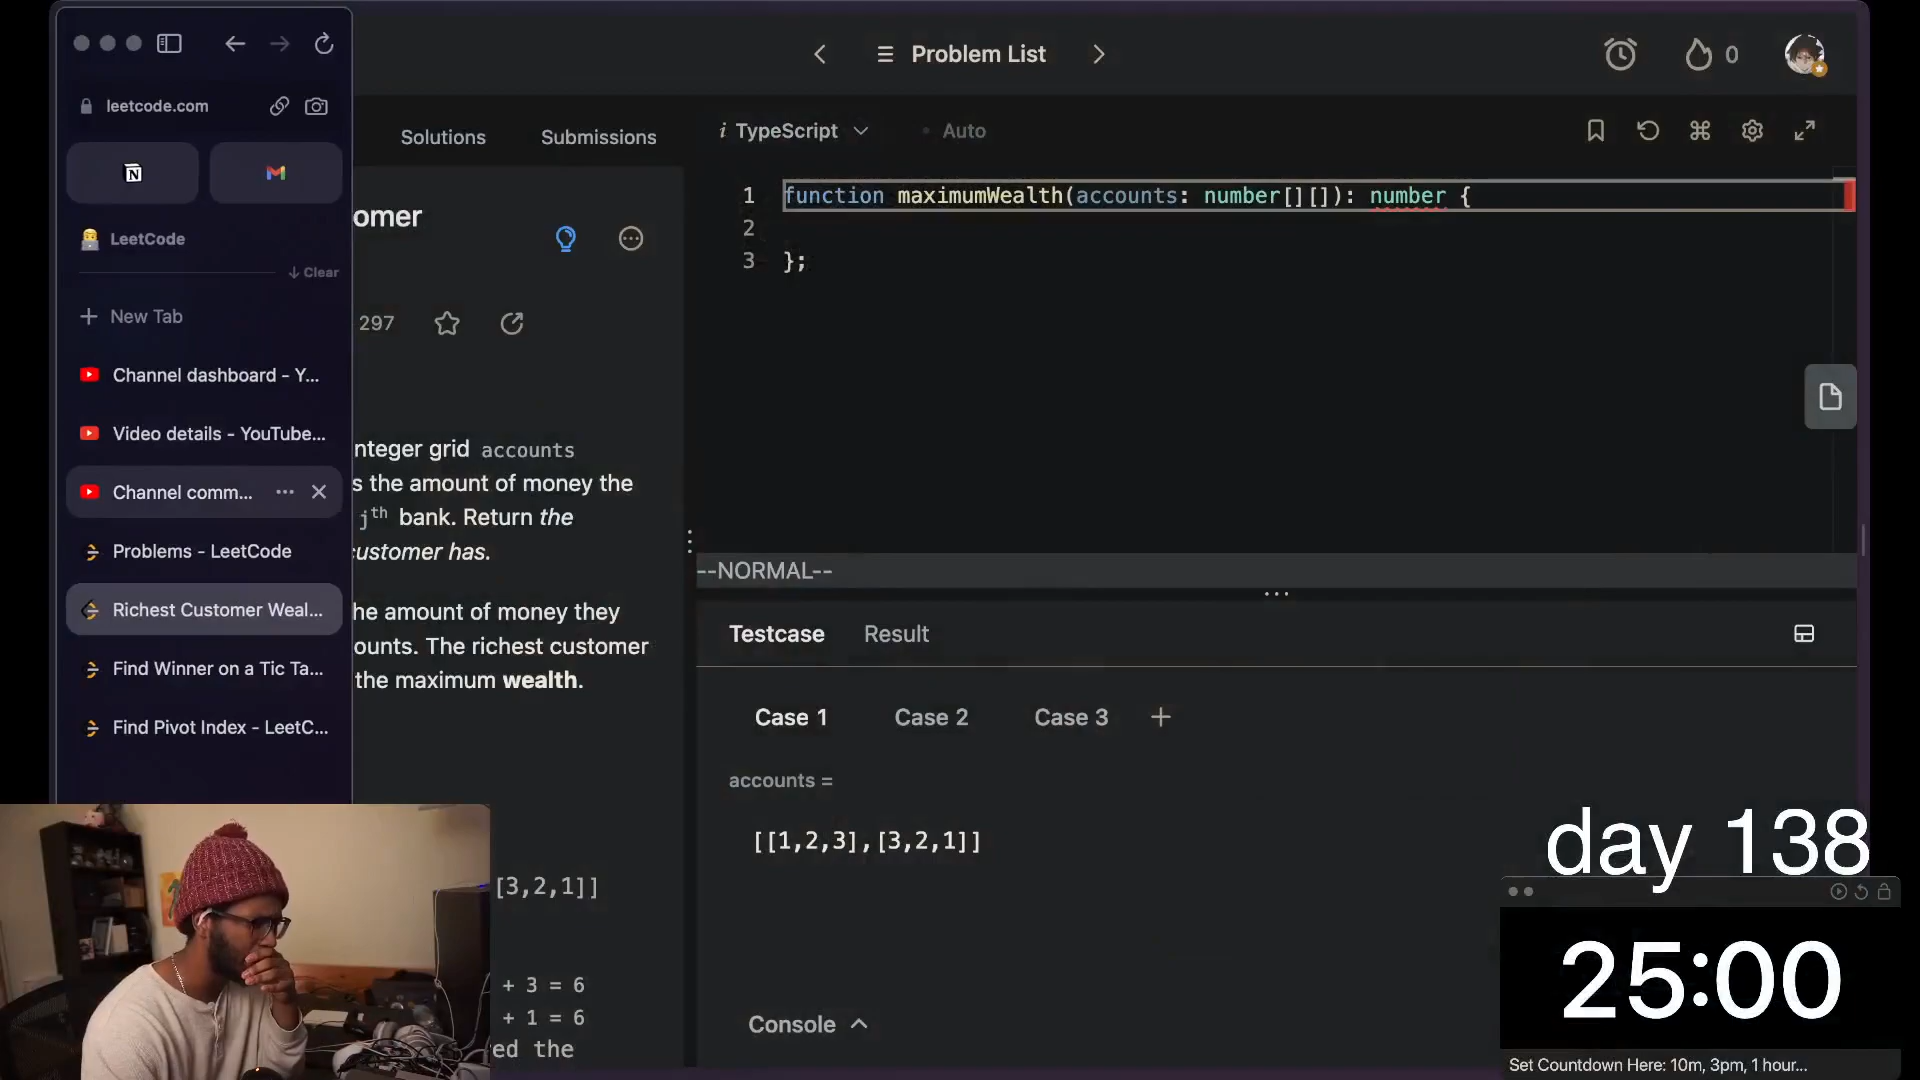 leetcode.com
LeetCode
Clear
New Tab
Channel dashboard - Y...
Video details - YouTube...
Channel comm...
Problems - LeetCode
Richest Customer Weal...
Find Winner on a Tic Ta...
Find Pivot Index - LeetC...
Problem List
0
Solutions
Submissions
omer
297
nteger grid accounts
s the amount of money the
jth bank. Return the
customer has.
he amount of money they
ounts. The richest customer
the maximum wealth.
[3,2,1]]
+ 3 = 6
+ 1 = 6
ed the
i TypeScript
Auto
1 function maximumWealth(accounts: number[][]): number {
2
3 };
--NORMAL--
Testcase
Result
Case 1
Case 2
Case 3
accounts =
[[1,2,3],[3,2,1]]
Console
day 138
25:00
Set Countdown Here: 10m, 3pm, 1 hour...